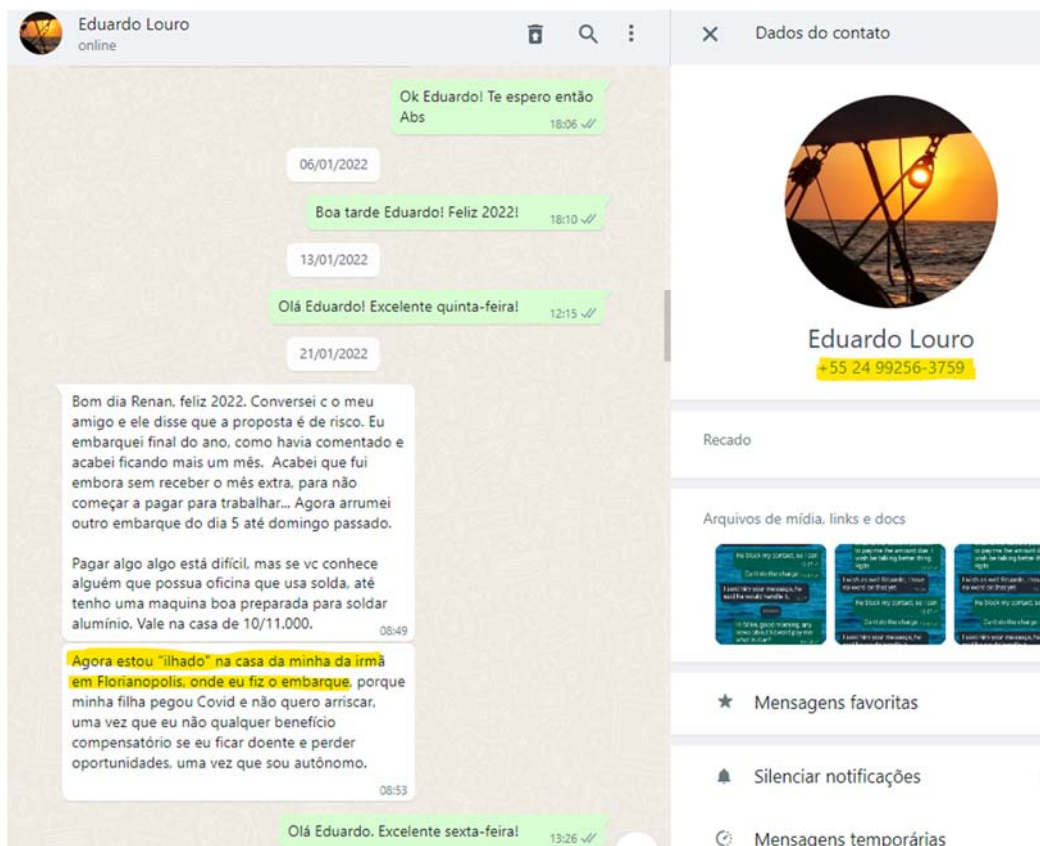 Eduardo Louro
online
Ok Eduardo! Te espero então
Abs
18:06
06/01/2022
Boa tarde Eduardo! Feliz 2022!
18:10
13/01/2022
Olá Eduardo! Excelente quinta-feira!
12:15
21/01/2022
Bom dia Renan, feliz 2022. Conversei c o meu
amigo e ele disse que a proposta é de risco. Eu
embarquei final do ano, como havia comentado e
acabei ficando mais um mês. Acabei que fui
embora sem receber o mês extra, para não
começar a pagar para trabalhar... Agora arrumei
outro embarque do dia 5 até domingo passado.
Pagar algo algo está difícil, mas se vc conhece
alguém que possua oficina que usa solda, até
tenho uma maquina boa preparada para soldar
alumínio. Vale na casa de 10/11.000.
08:49
Agora estou "ilhado" na casa da minha da irmã
em Florianopolis, onde eu fiz o embarque, porque
minha filha pegou Covid e não quero arriscar,
uma vez que eu não qualquer benefício
compensatório se eu ficar doente e perder
oportunidades, uma vez que sou autônomo.
08:53
Olá Eduardo. Excelente sexta-feira!
13:26
Dados do contato
Eduardo Louro
+55 24 99256-3759
Recado
Arquivos de mídia, links e docs
Mensagens favoritas
Silenciar notificações
Mensagens temporárias